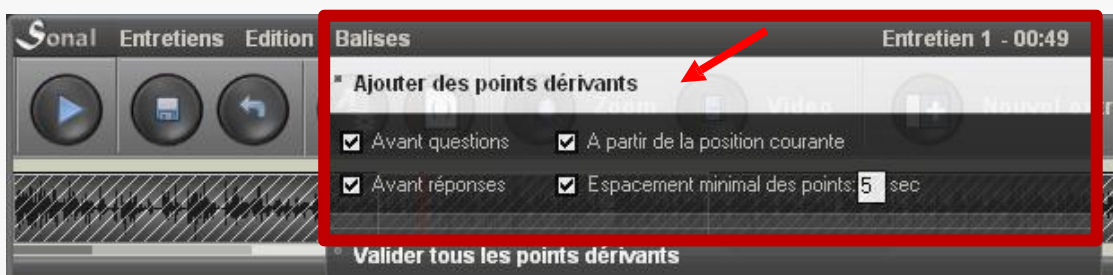 Sonal Entretiens Edition Balises Entretien 1 - 00:49
Ajouter des points dérivants
Zoom Video Nouvel extr
Avant questions A partir de la position courante
Avant réponses Espacement minimal des points: 5 sec
Valider tous les points dérivants